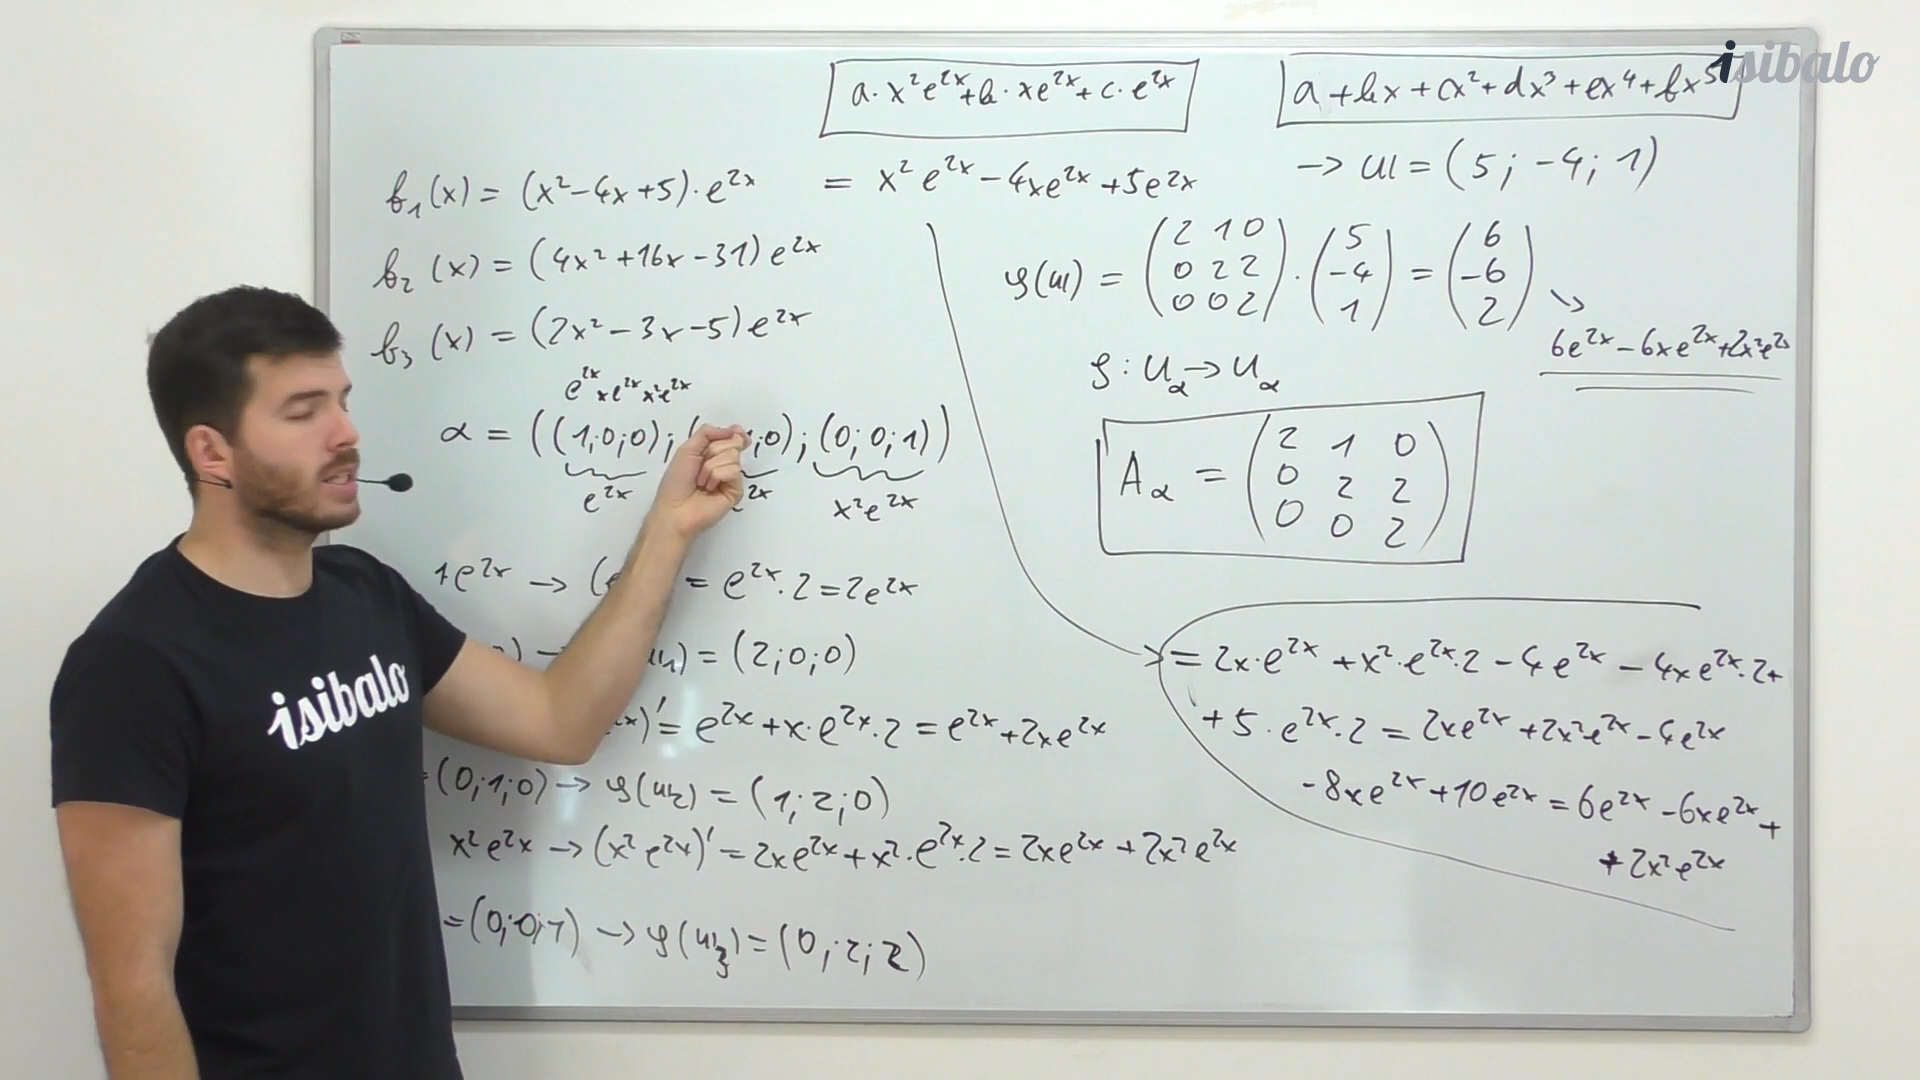 isibalo
a·x²e^{2x}+b·xe^{2x}+c·e^{2x}
a+bx+cx²+dx³+ex⁴+fx⁵
f₁(x) = (x²-4x+5)·e^{2x} = x²e^{2x}-4xe^{2x}+5e^{2x}
→ u = (5;-4;1)
f₂(x) = (4x²+16x-31)e^{2x}
f₃(x) = (2x²-3x-5)e^{2x}
φ(u) = (2 1 0
0 2 2
0 0 2) · (5
-4
1) = (6
-6
2)
6e^{2x}-6xe^{2x}+2x²e^{2x}
e^{2x} xe^{2x} x²e^{2x}
φ: U_α → U_α
α = ((1;0;0);( ;0);(0;0;1))
e^{2x} e^{2x} x²e^{2x}
A_α = (2 1 0
0 2 2
0 0 2)
1e^{2x} → (e = e^{2x}·2=2e^{2x}
) → u₁) = (2;0;0)
)' = e^{2x}+x·e^{2x}·2 = e^{2x}+2xe^{2x}
=(0;1;0) → φ(u₂) = (1;2;0)
x²e^{2x} → (x²e^{2x})' = 2xe^{2x}+x²·e^{2x}·2=2xe^{2x}+2x²e^{2x}
=(0;0;1) → φ(u₃) = (0;2;2)
= 2x·e^{2x}+x²·e^{2x}·2-4e^{2x}-4xe^{2x}·2+
+5·e^{2x}·2 = 2xe^{2x}+2x²e^{2x}-4e^{2x}
-8xe^{2x}+10e^{2x}=6e^{2x}-6xe^{2x}+
+2x²e^{2x}
isibalo